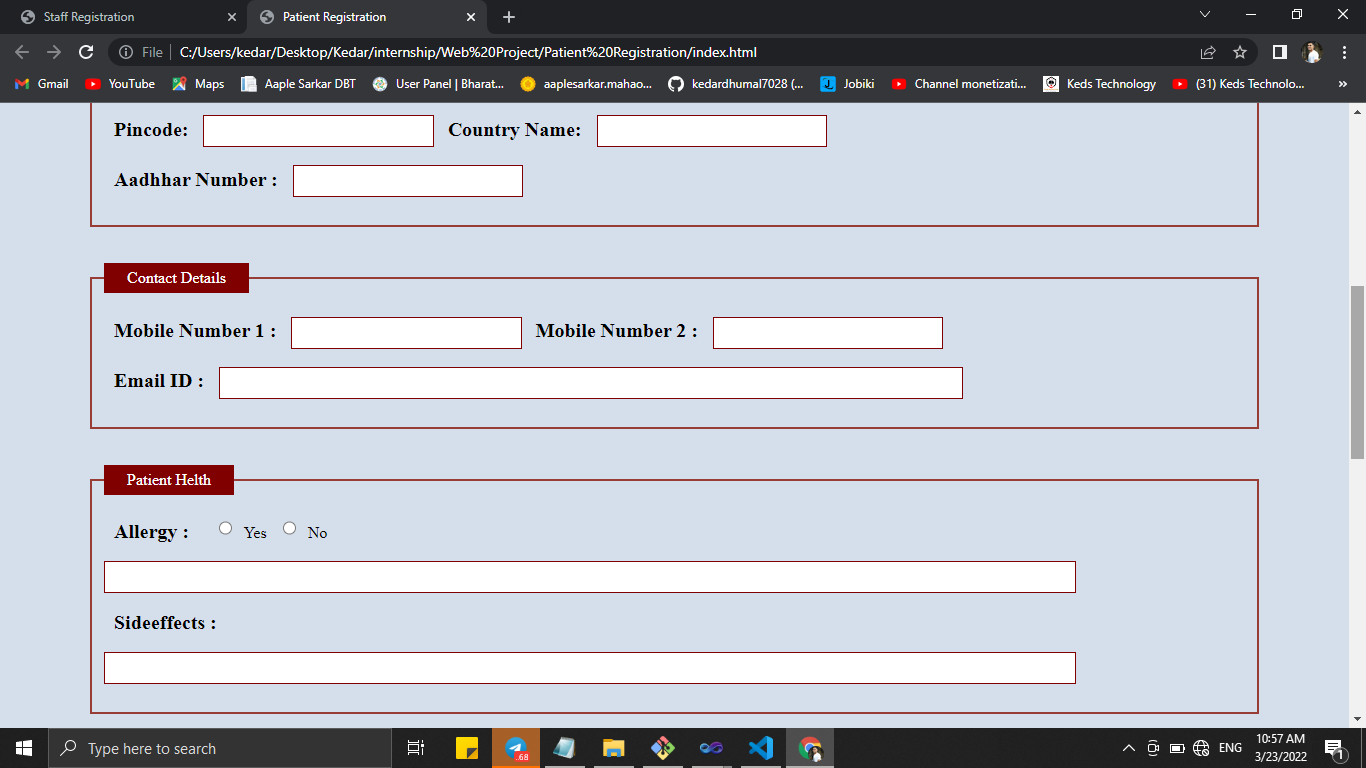 Staff Registration
Patient Registration
File
C:/Users/kedar/Desktop/Kedar/internship/Web%20Project/Patient%20Registration/index.html
Gmail
YouTube
Maps
Aaple Sarkar DBT
User Panel | Bharat...
aaplesarkar.mahao...
kedardhumal7028 (...
Jobiki
Channel monetizati...
Keds Technology
(31) Keds Technolo...
»
Pincode: Country Name:
Aadhhar Number :
Contact Details
Mobile Number 1 : Mobile Number 2 :
Email ID :
Patient Helth
Allergy : Yes No
Sideeffects :
Type here to search
.68
ENG
10:57 AM
3/23/2022
1